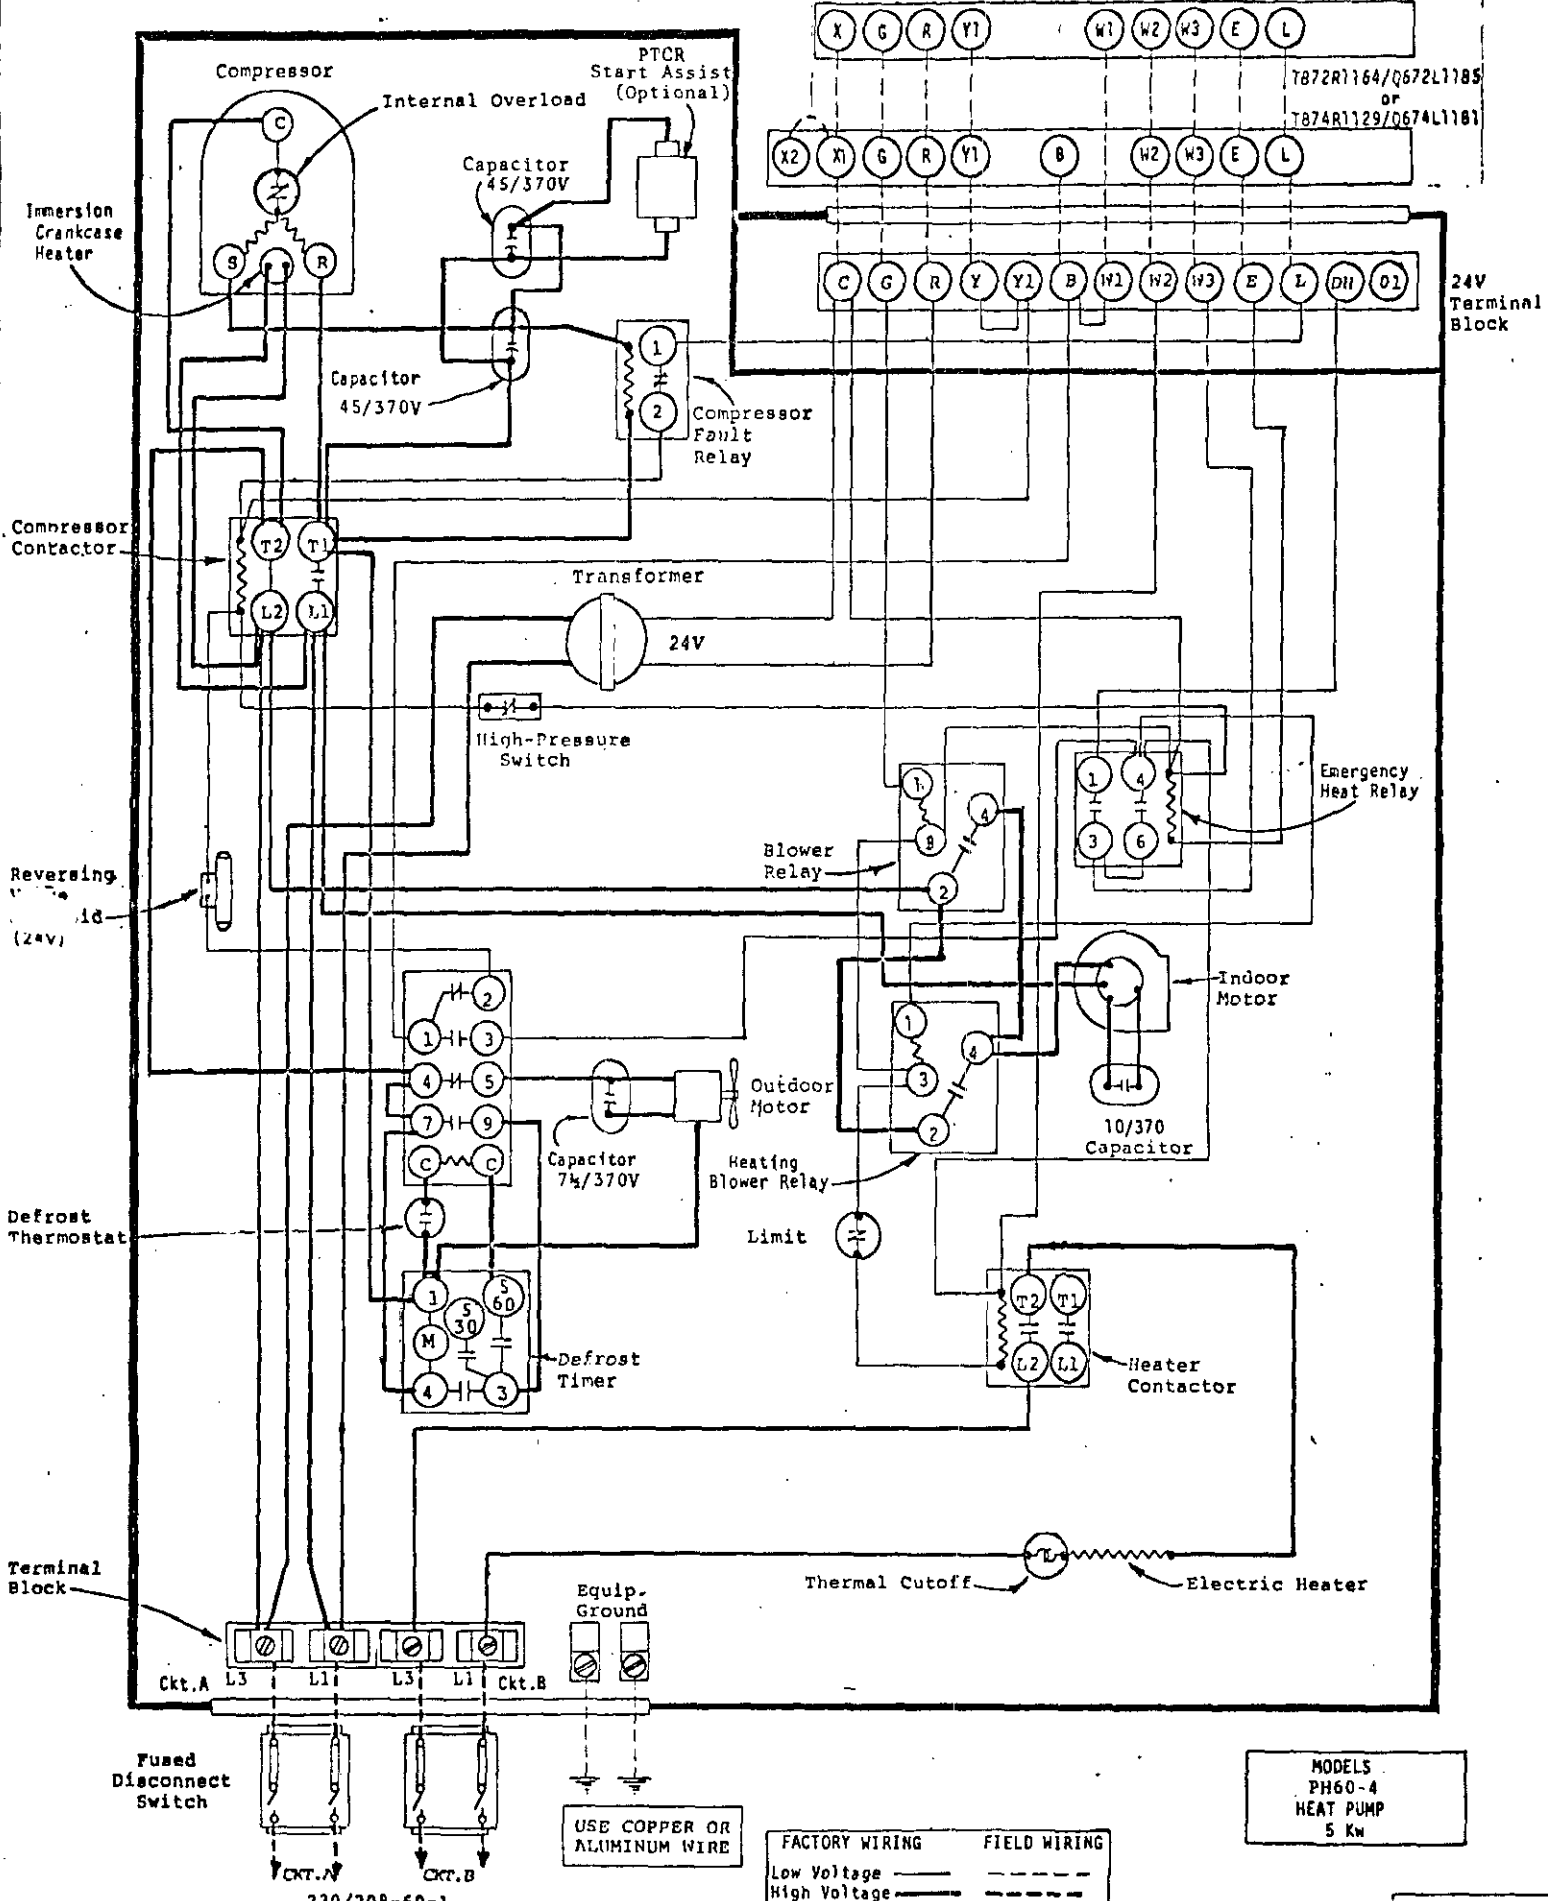 X G R Y1 W1 W2 W3 E L
T872R1164/Q672L1185
or
T874R1129/Q674L1181
X2 X1 G R Y1 B W2 W3 E L
C G R Y Y1 B W1 W2 W3 E L DH O1
24V
Terminal
Block
PTCR
Start Assist
(Optional)
Compressor
Internal Overload
C
S R
Immersion
Crankcase
Heater
Capacitor
45/370V
Capacitor
45/370V
1
2
Compressor
Fault
Relay
Compressor
Contactor
T2 T1
L2 L1
Transformer
24V
High-Pressure
Switch
Emergency
Heat Relay
1 4
3 6
Blower
Relay
1
4
2
Reversing
(24V)
2
1 3
4 5
7 9
C C
Outdoor
Motor
Capacitor
7½/370V
Indoor
Motor
10/370
Capacitor
1
4
3
2
Heating
Blower Relay
Limit
Defrost
Thermostat
S
60
S
30
M
4 3
Defrost
Timer
T2 T1
L2 L1
Heater
Contactor
Thermal Cutoff
Electric Heater
Terminal
Block
Equip.
Ground
Ckt.A L3 L1 L3 L1 Ckt.B
Fused
Disconnect
Switch
CKT.A CKT.B
230/208-60-1
USE COPPER OR
ALUMINUM WIRE
FACTORY WIRING FIELD WIRING
Low Voltage
High Voltage
MODELS
PH60-4
HEAT PUMP
5 Kw